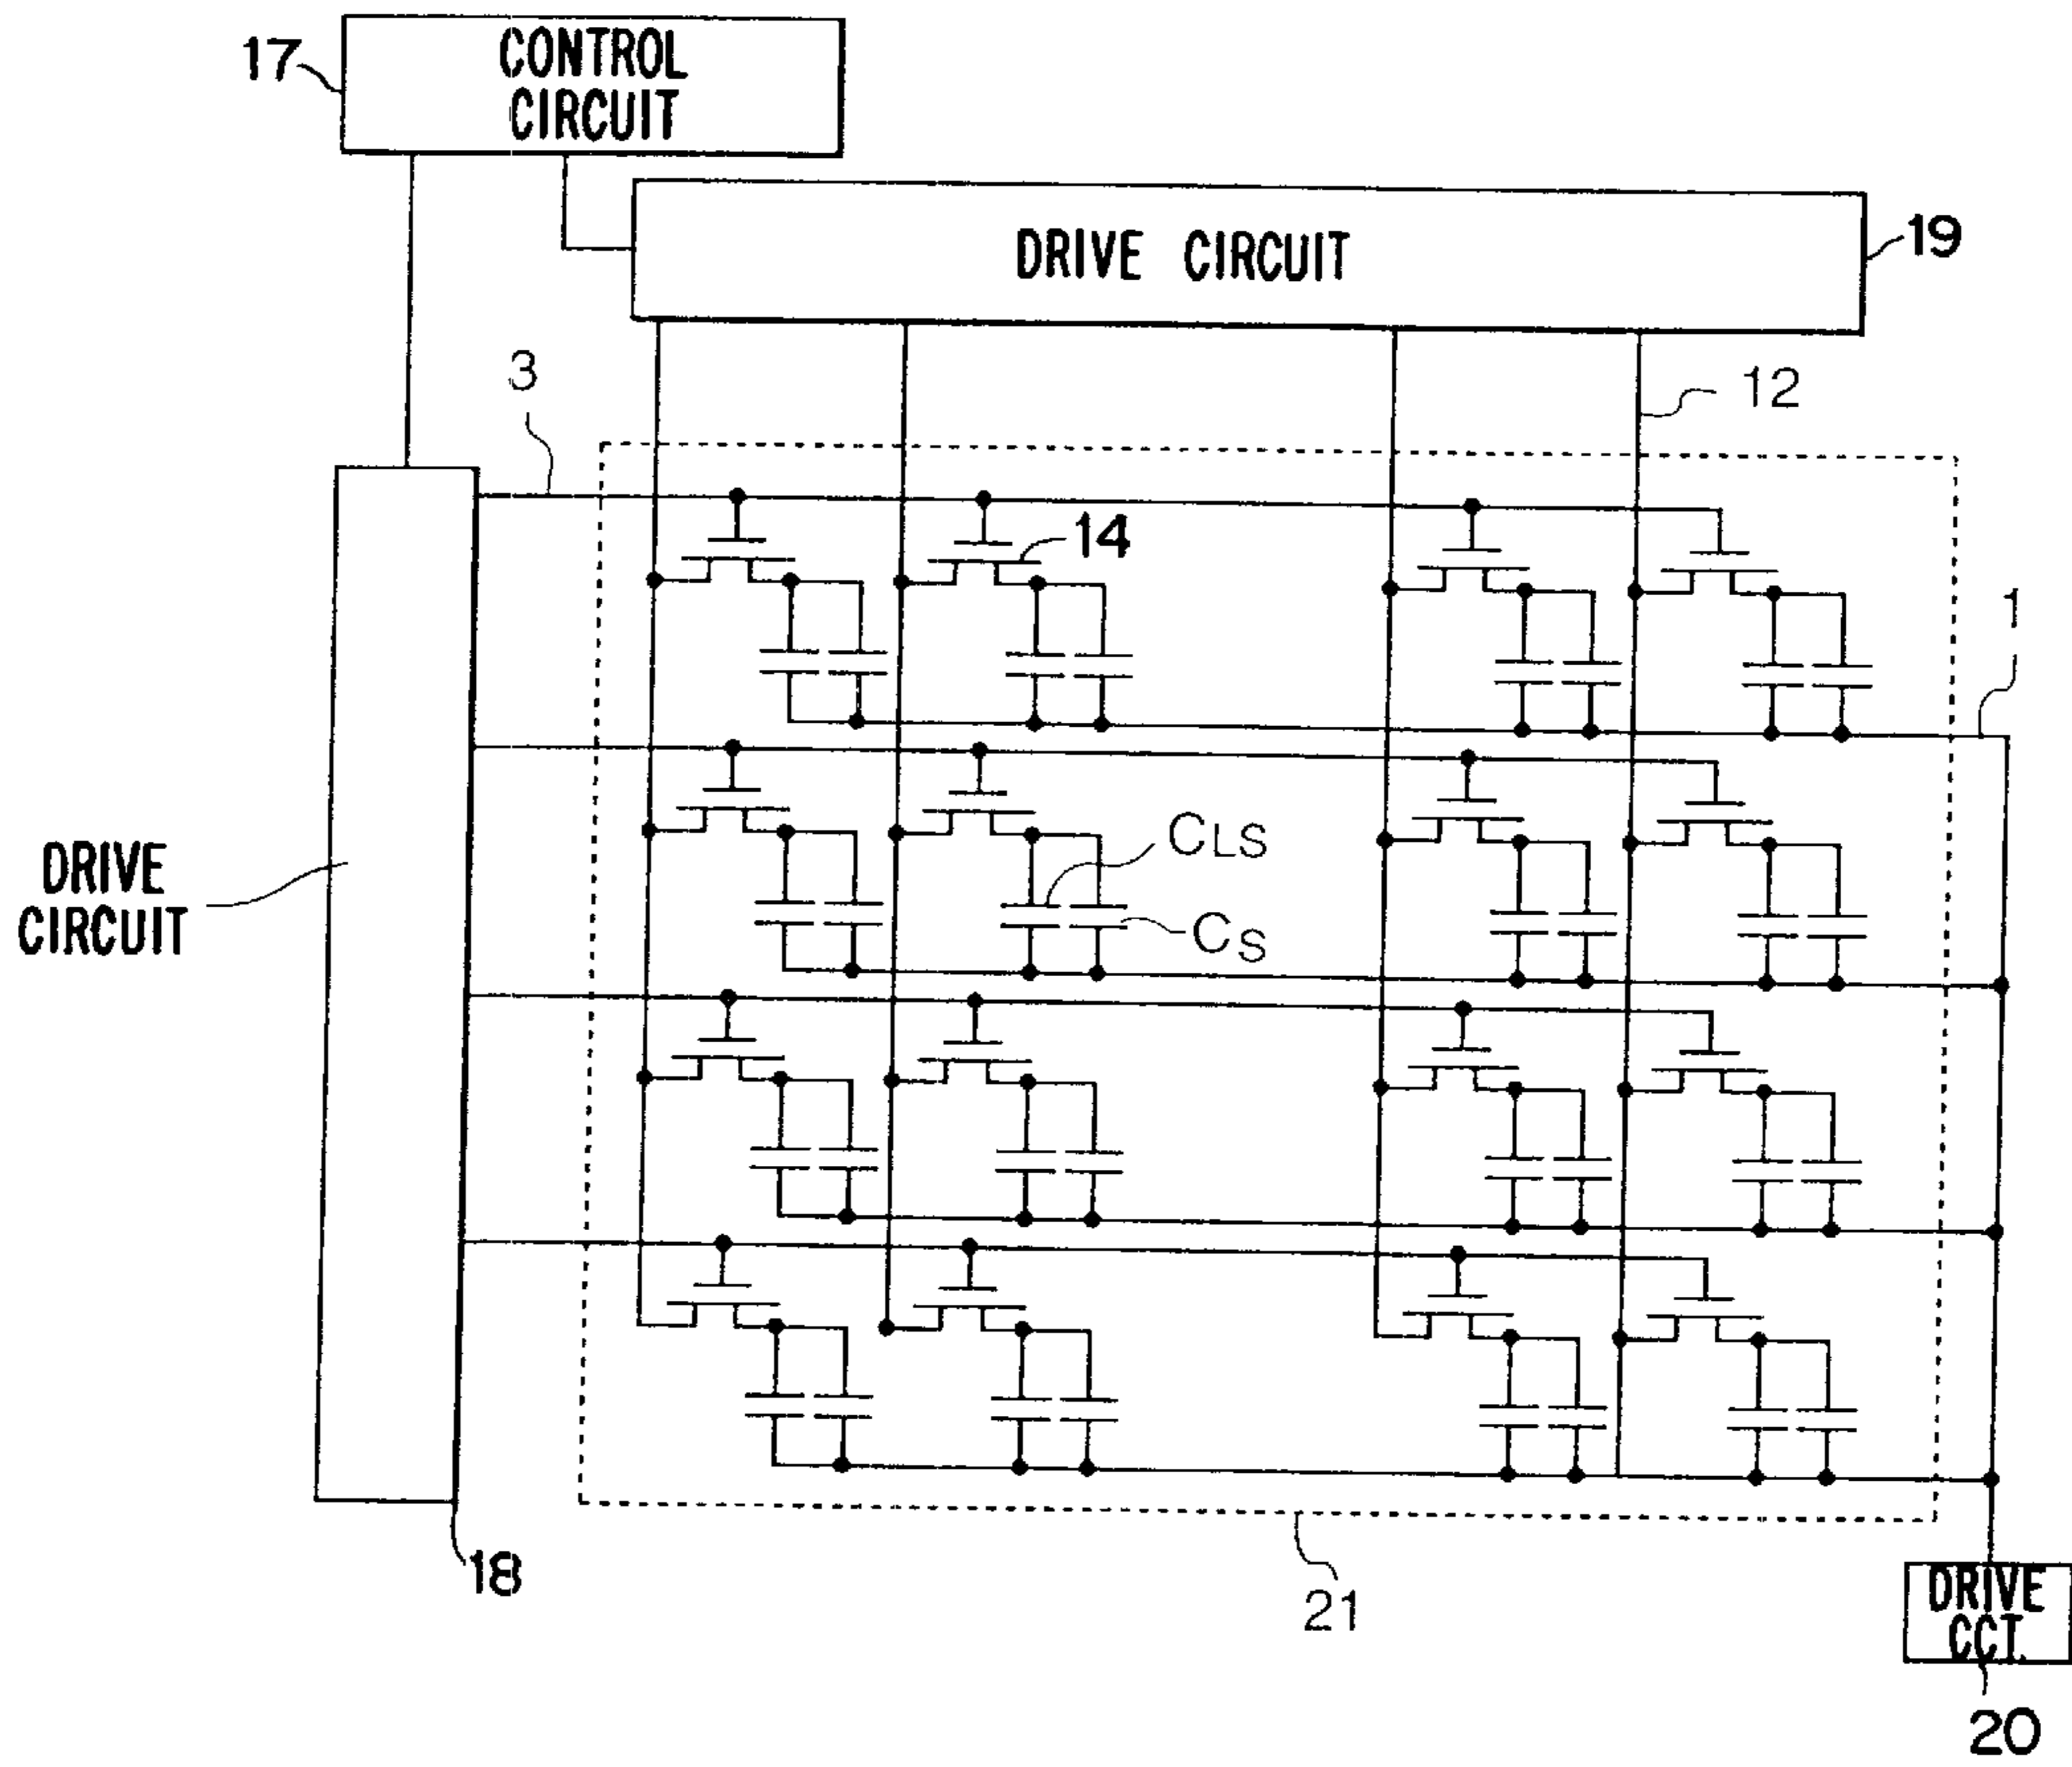 17
CONTROL
CIRCUIT
DRIVE CIRCUIT
19
3
12
14
1
CLS
CS
DRIVE
CIRCUIT
18
21
DRIVE
CCT.
20